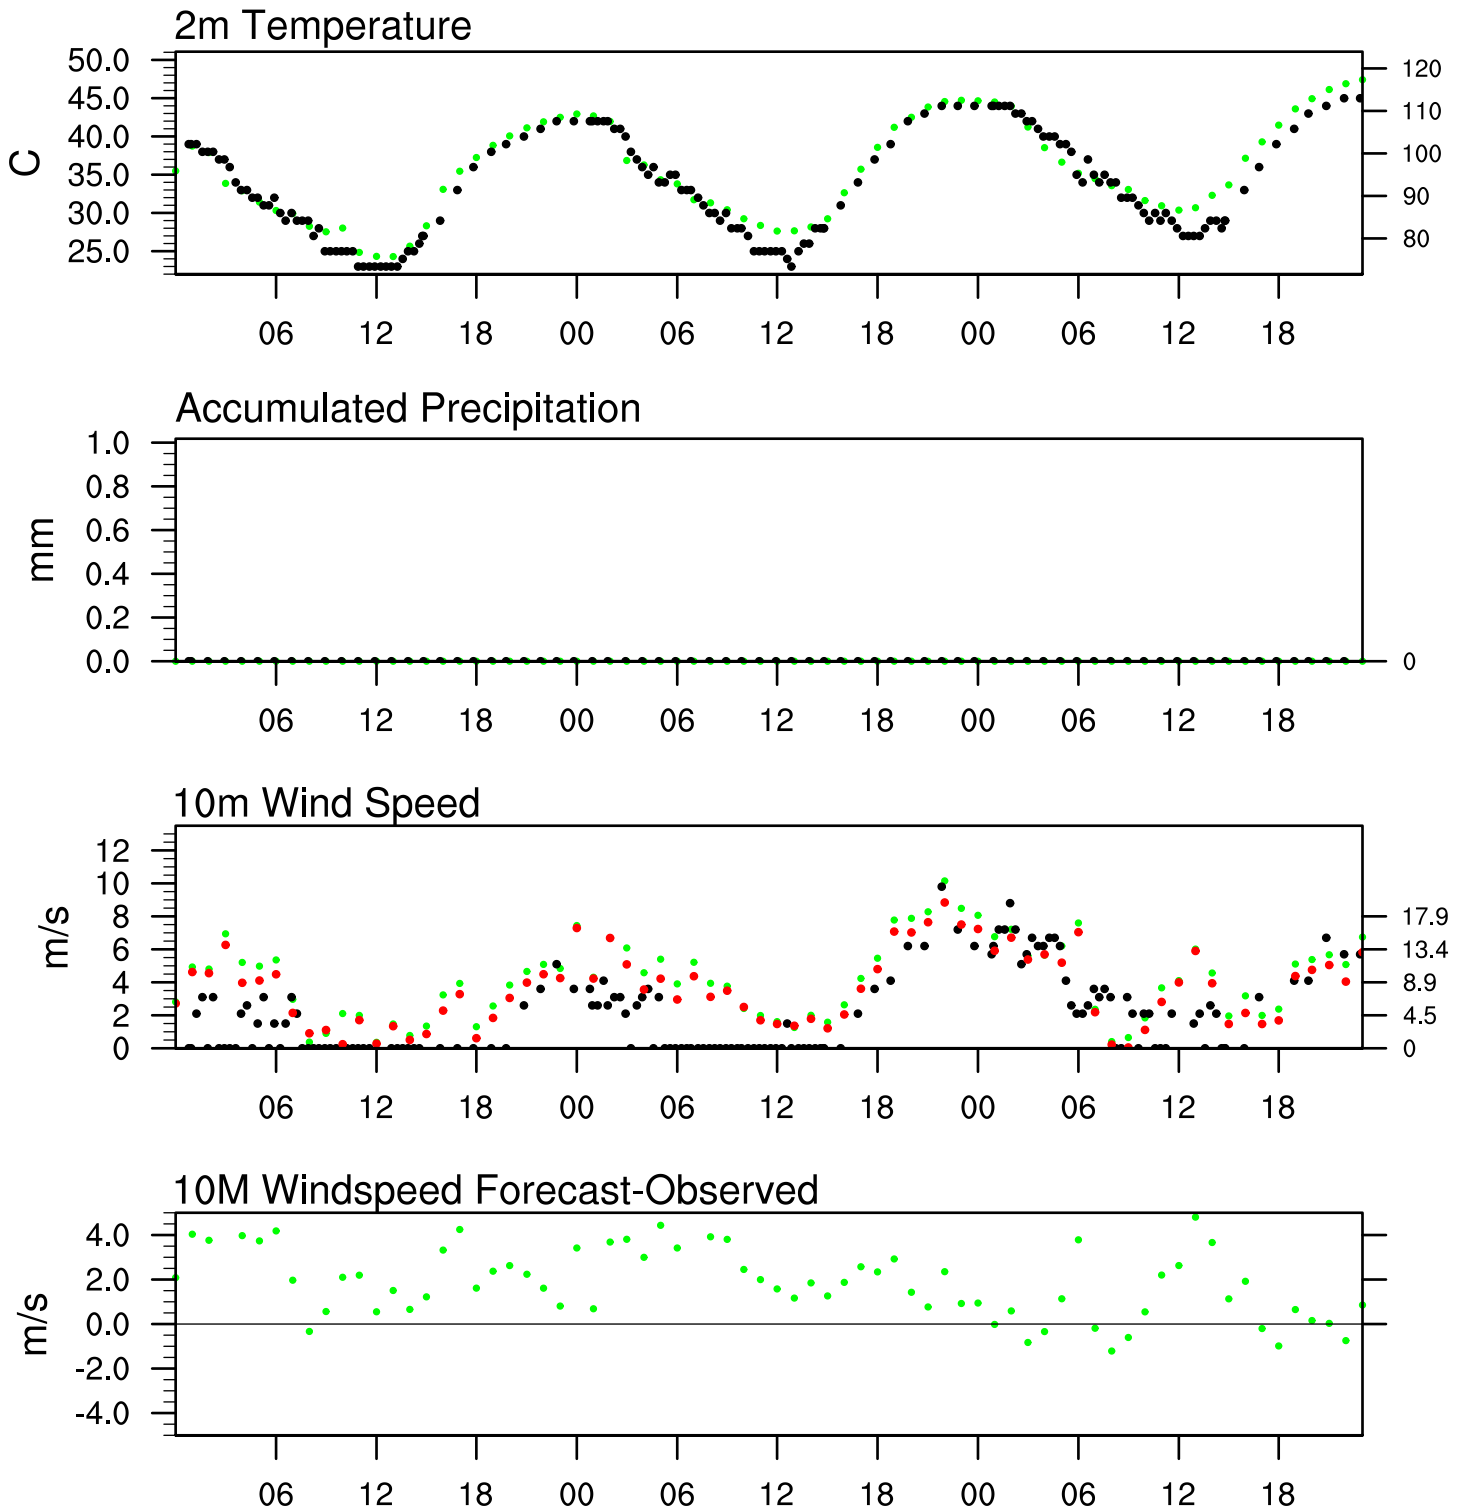 2m Temperature
50.0
45.0
40.0
35.0
30.0
25.0
C
120
110
100
90
80
06 12 18 00 06 12 18 00 06 12 18
Accumulated Precipitation
1.0
0.8
0.6
0.4
0.2
0.0
mm
0
06 12 18 00 06 12 18 00 06 12 18
10m Wind Speed
12
10
8
6
4
2
0
m/s
17.9
13.4
8.9
4.5
0
06 12 18 00 06 12 18 00 06 12 18
10M Windspeed Forecast-Observed
4.0
2.0
0.0
-2.0
-4.0
m/s
06 12 18 00 06 12 18 00 06 12 18